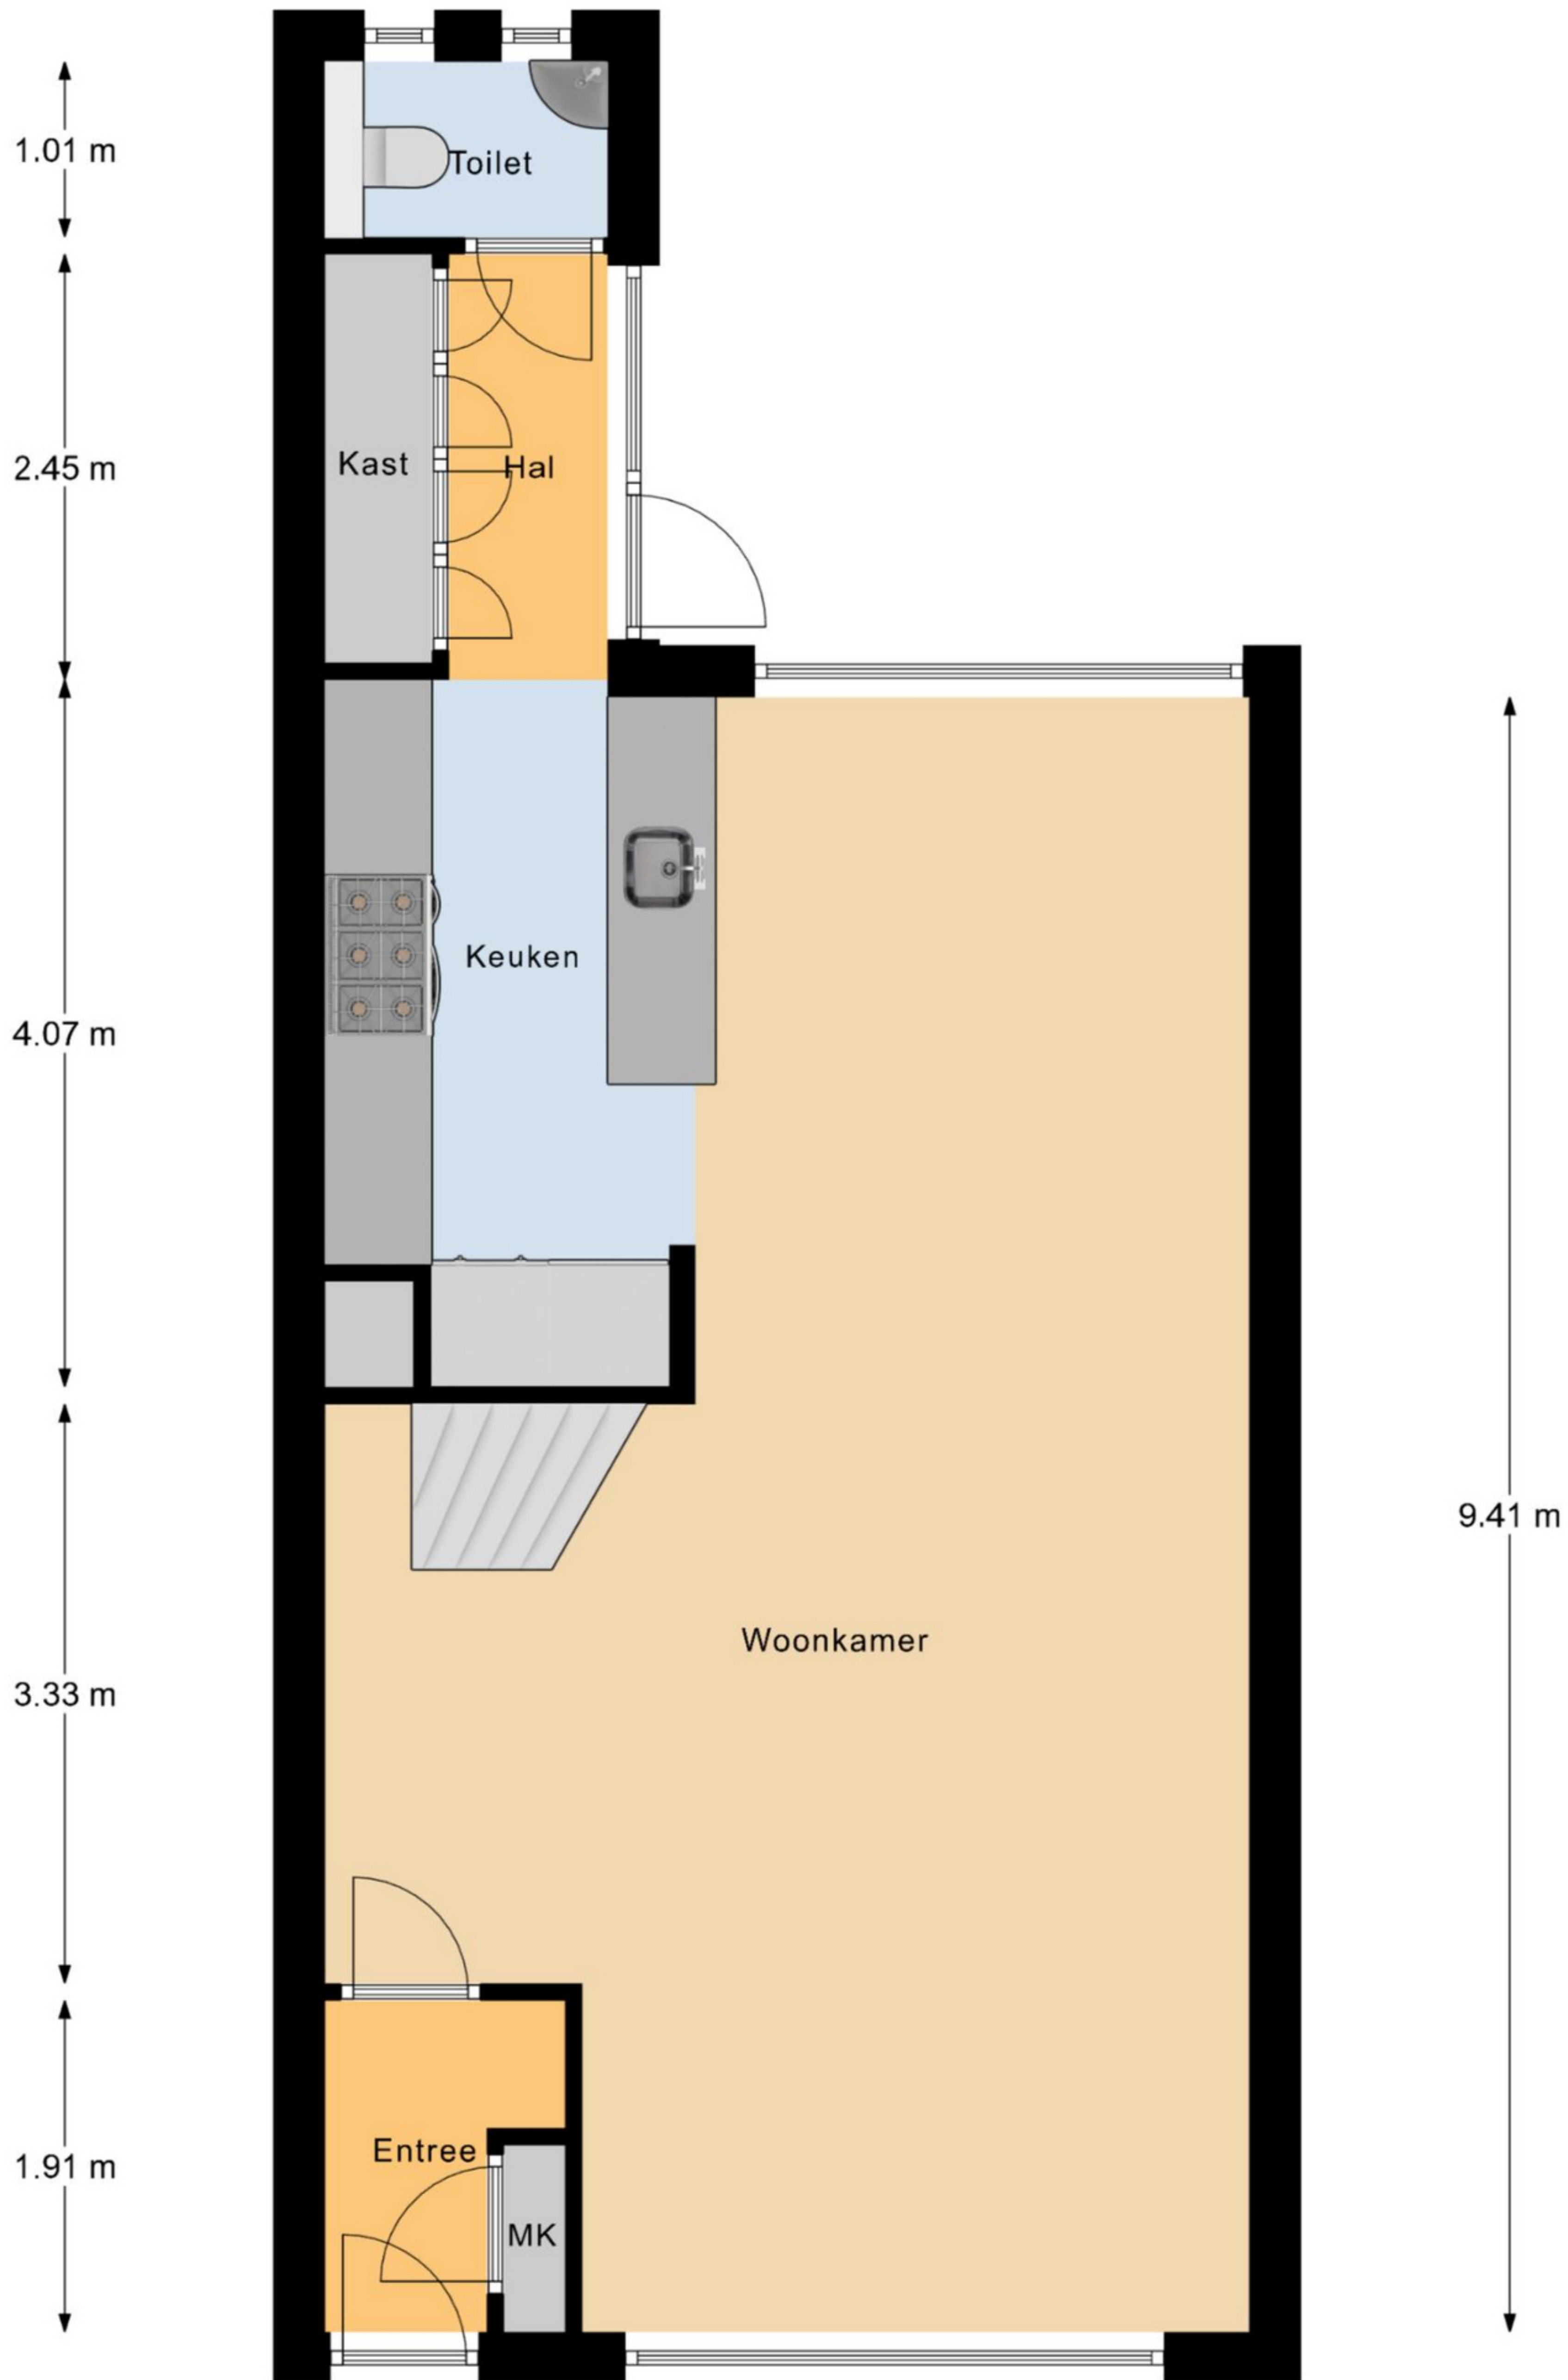 1.01 m
Toilet
2.45 m
Kast
Hal
4.07 m
Keuken
9.41 m
3.33 m
Woonkamer
1.91 m
Entree
MK